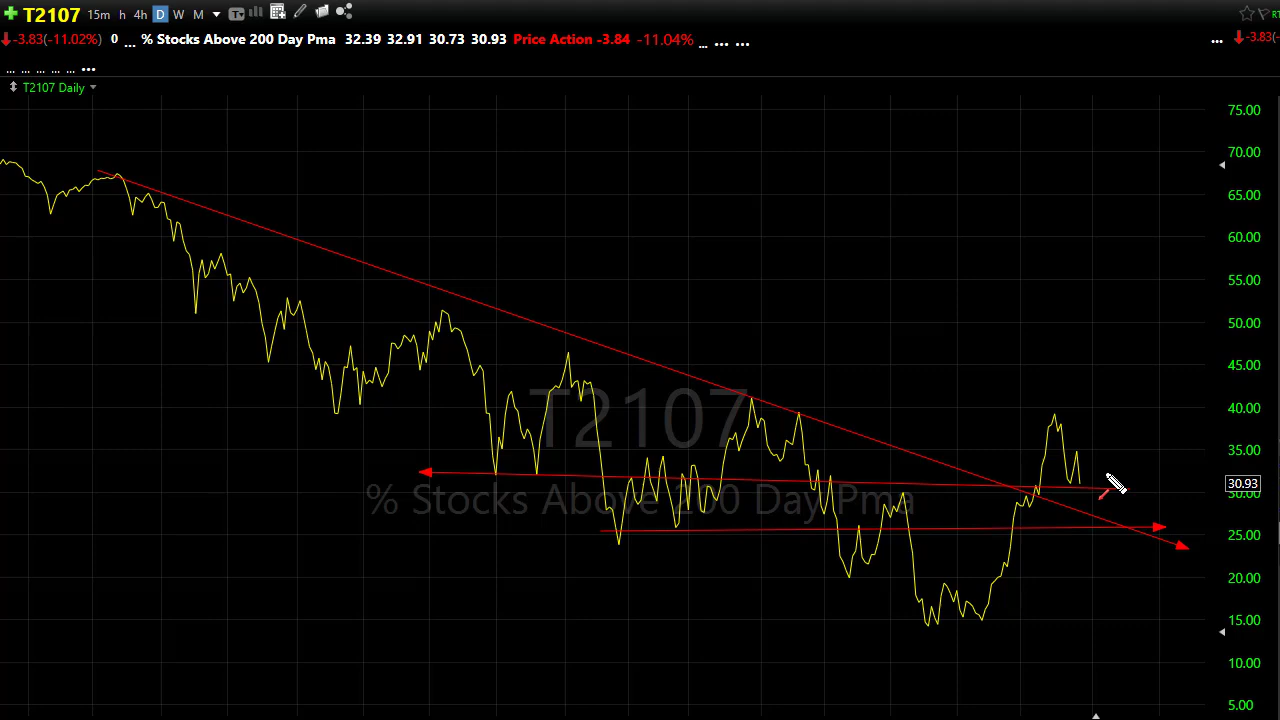 T2107 15m h 4h D W M T
-3.83(-11.02%) 0 ... % Stocks Above 200 Day Pma 32.39 32.91 30.73 30.93 Price Action -3.84 -11.04% ... ... ... ... -3.83(-
... ... ... ... ... ...
T2107 Daily
75.00
70.00
65.00
60.00
55.00
50.00
45.00
40.00
T2107
35.00
30.93
30.00
% Stocks Above 200 Day Pma
25.00
20.00
15.00
10.00
5.00